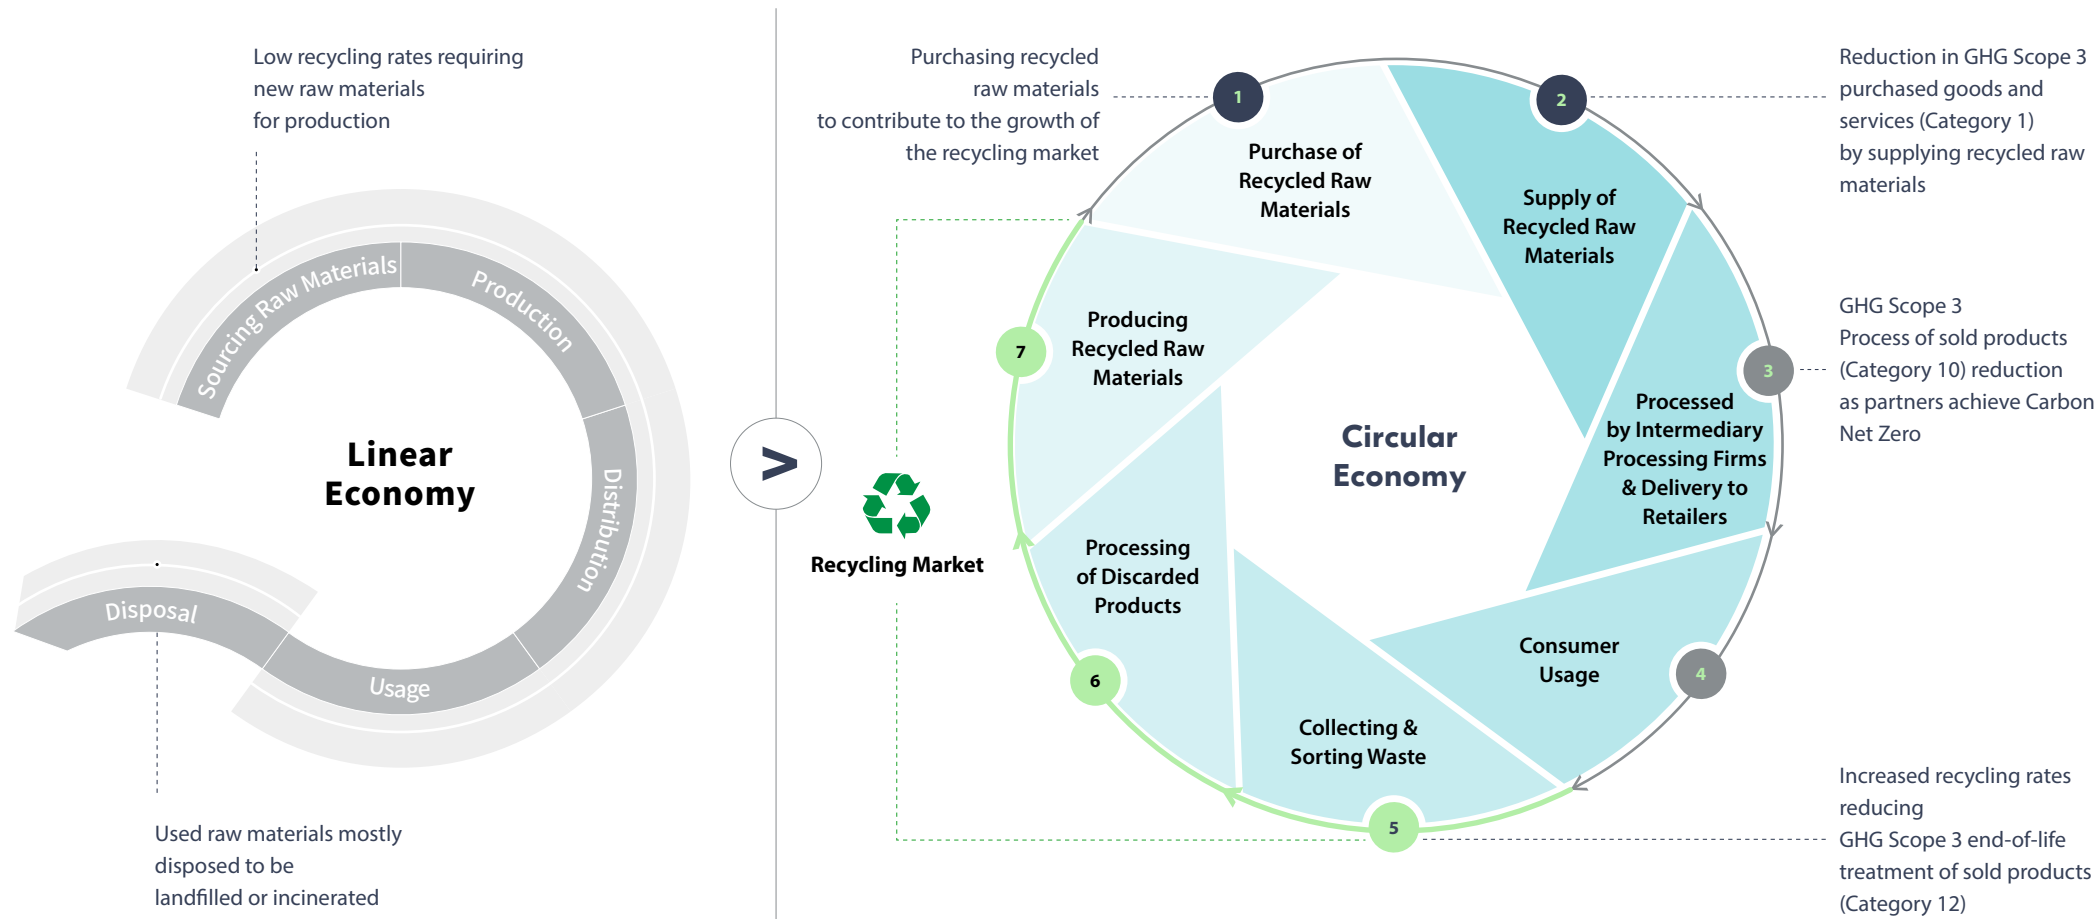 Low recycling rates requiring
new raw materials
for production
Sourcing Raw Materials
Production
Distribution
Usage
Disposal
Linear
Economy
Used raw materials mostly
disposed to be
landfilled or incinerated
>
Purchasing recycled
raw materials
to contribute to the growth of
the recycling market
Recycling Market
Circular
Economy
1
Purchase of
Recycled Raw
Materials
2
Supply of
Recycled Raw
Materials
3
Processed
by Intermediary
Processing Firms
& Delivery to
Retailers
4
Consumer
Usage
5
Collecting &
Sorting Waste
6
Processing
of Discarded
Products
7
Producing
Recycled Raw
Materials
Reduction in GHG Scope 3
purchased goods and
services (Category 1)
by supplying recycled raw
materials
GHG Scope 3
Process of sold products
(Category 10) reduction
as partners achieve Carbon
Net Zero
Increased recycling rates
reducing
GHG Scope 3 end-of-life
treatment of sold products
(Category 12)